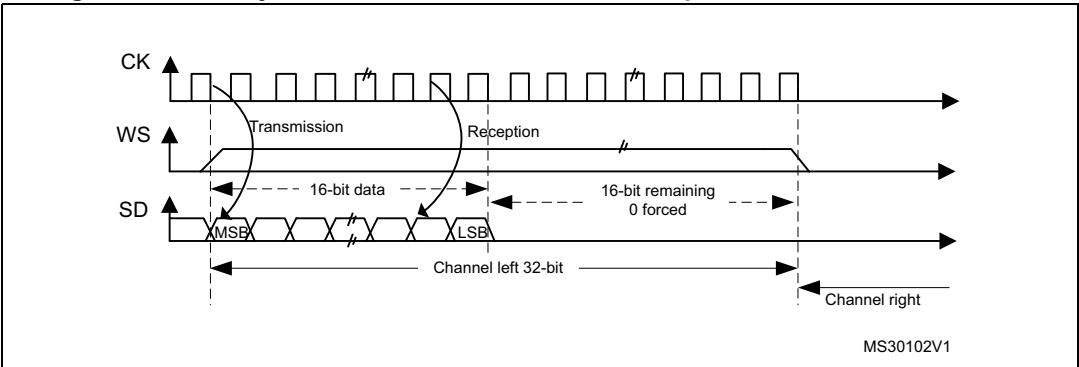 CK
Transmission
Reception
WS
16-bit data
16-bit remaining
0 forced
SD
MSB
LSB
Channel left 32-bit
Channel right
MS30102V1